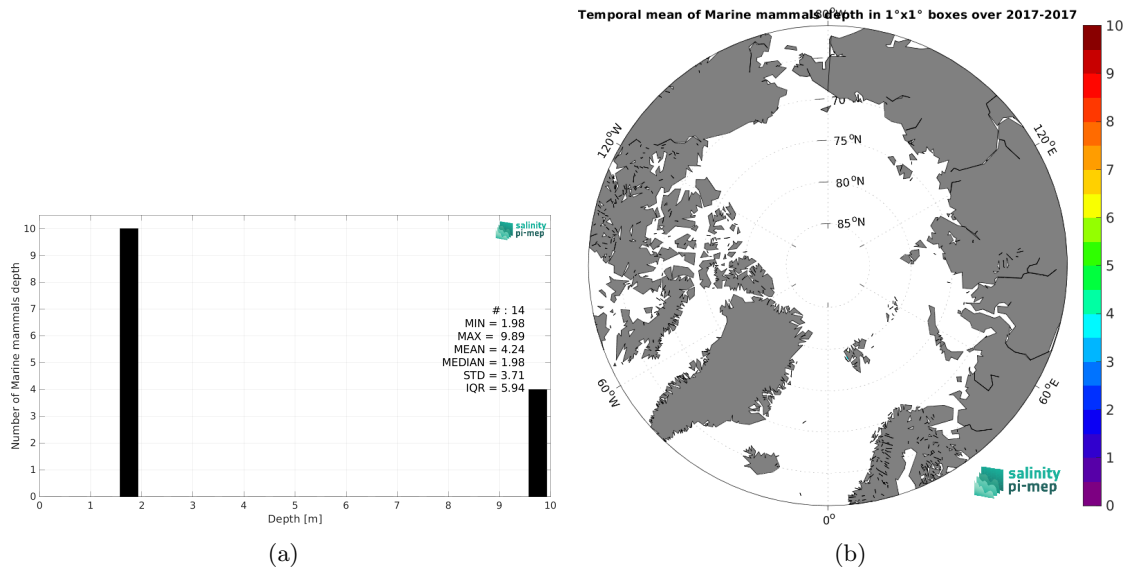 10
9
8
7
6
5
4
3
2
1
0
Number of Marine mammals depth
0 1 2 3 4 5 6 7 8 9 10
Depth [m]
salinity
pi-mep
# : 14
MIN = 1.98
MAX = 9.89
MEAN = 4.24
MEDIAN = 1.98
STD = 3.71
IQR = 5.94
(a)
Temporal mean of Marine mammals depth in 1°x1° boxes over 2017-2017
180°W
70°N
75°N
80°N
85°N
120°W
120°E
60°W
60°E
0°
10
9
8
7
6
5
4
3
2
1
0
salinity
pi-mep
(b)